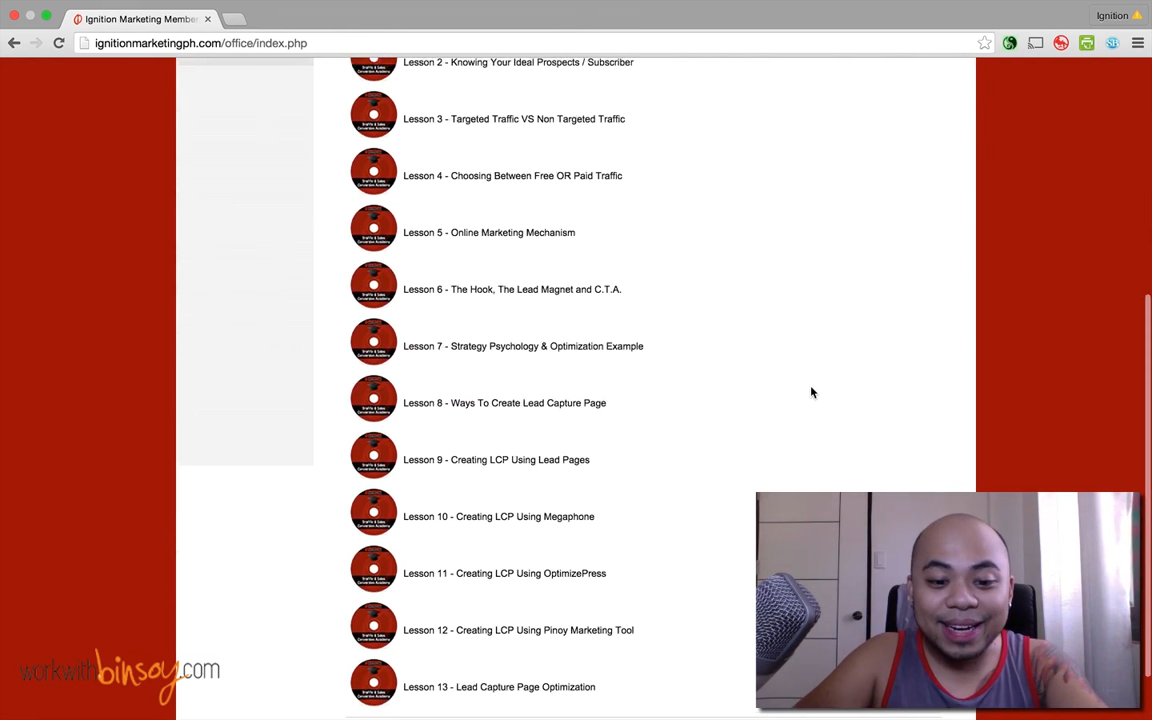 Ignition Marketing Membe
Ignition
ignitionmarketingph.com/office/index.php
Lesson 2 - Knowing Your Ideal Prospects / Subscriber
Lesson 3 - Targeted Traffic VS Non Targeted Traffic
Lesson 4 - Choosing Between Free OR Paid Traffic
Lesson 5 - Online Marketing Mechanism
Lesson 6 - The Hook, The Lead Magnet and C.T.A.
Lesson 7 - Strategy Psychology & Optimization Example
Lesson 8 - Ways To Create Lead Capture Page
Lesson 9 - Creating LCP Using Lead Pages
Lesson 10 - Creating LCP Using Megaphone
Lesson 11 - Creating LCP Using OptimizePress
Lesson 12 - Creating LCP Using Pinoy Marketing Tool
Lesson 13 - Lead Capture Page Optimization
workwithbinsoy.com